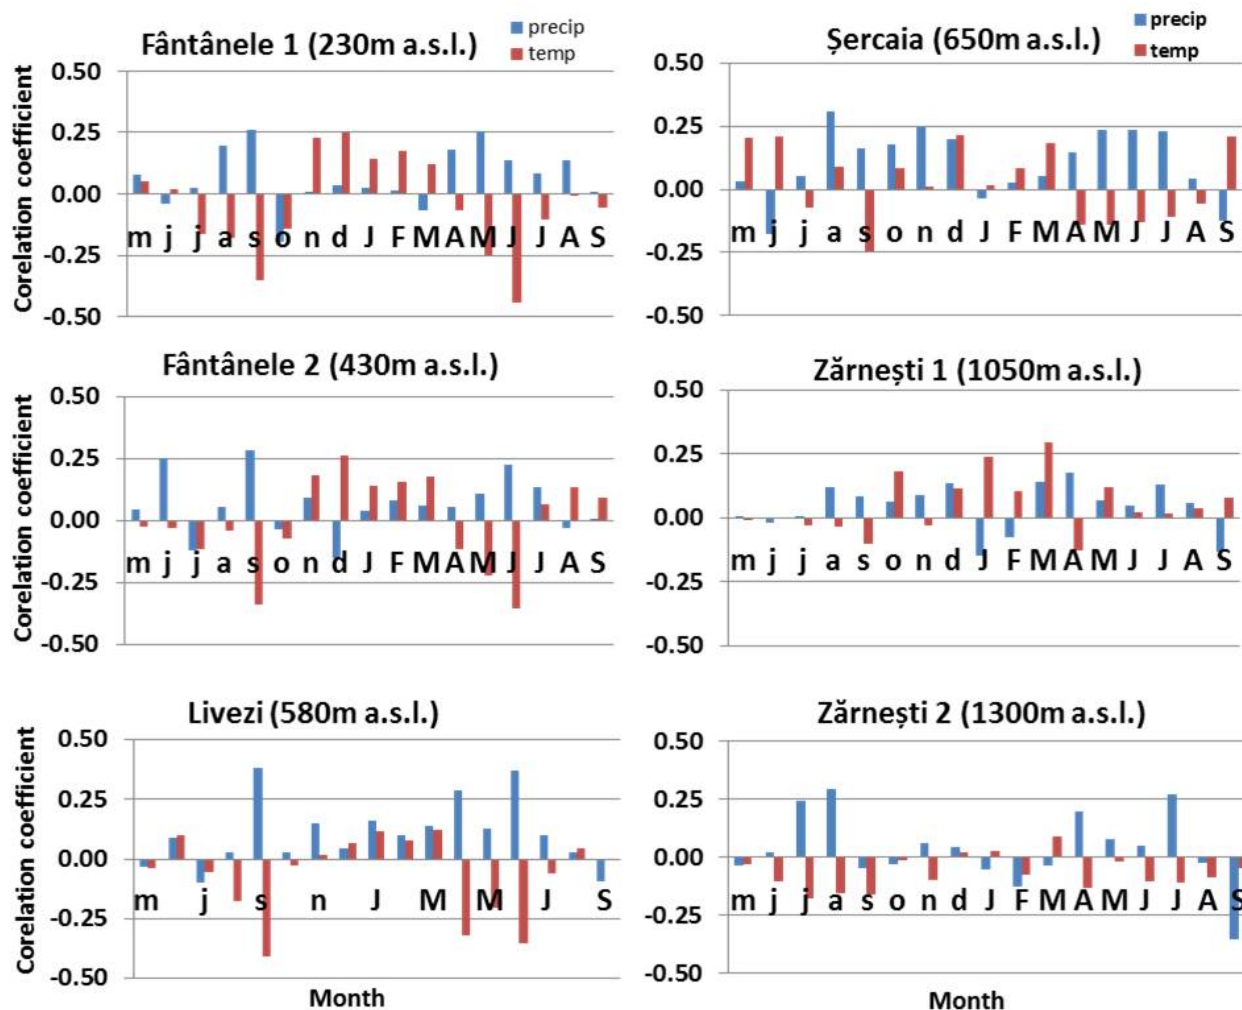 Fântânele 1 (230m a.s.l.)
precip
temp
Corelation coefficient
0.50
0.25
0.00
-0.25
-0.50
m j j a s o n d J F M A M J J A S
Șercaia (650m a.s.l.)
precip
temp
0.50
0.25
0.00
-0.25
-0.50
m j j a s o n d J F M A M J J A S
Fântânele 2 (430m a.s.l.)
Corelation coefficient
0.50
0.25
0.00
-0.25
-0.50
m j j a s o n d J F M A M J J A S
Zărnești 1 (1050m a.s.l.)
0.50
0.25
0.00
-0.25
-0.50
m j j a s o n d J F M A M J J A S
Livezi (580m a.s.l.)
Corelation coefficient
0.50
0.25
0.00
-0.25
-0.50
m j s n J M M J S
Month
Zărnești 2 (1300m a.s.l.)
0.50
0.25
0.00
-0.25
-0.50
m j j a s o n d J F M A M J J A S
Month